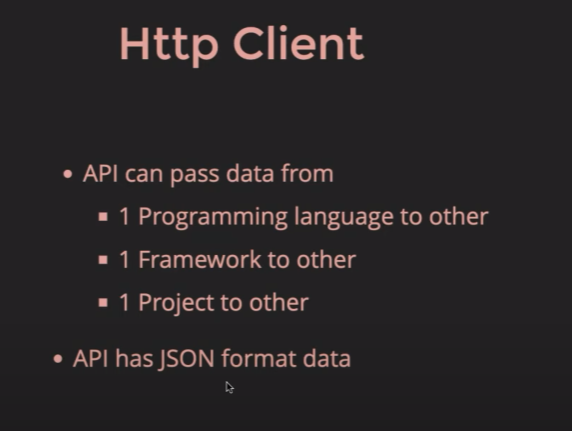 Http Client
• API can pass data from
▪ 1 Programming language to other
▪ 1 Framework to other
▪ 1 Project to other
• API has JSON format data